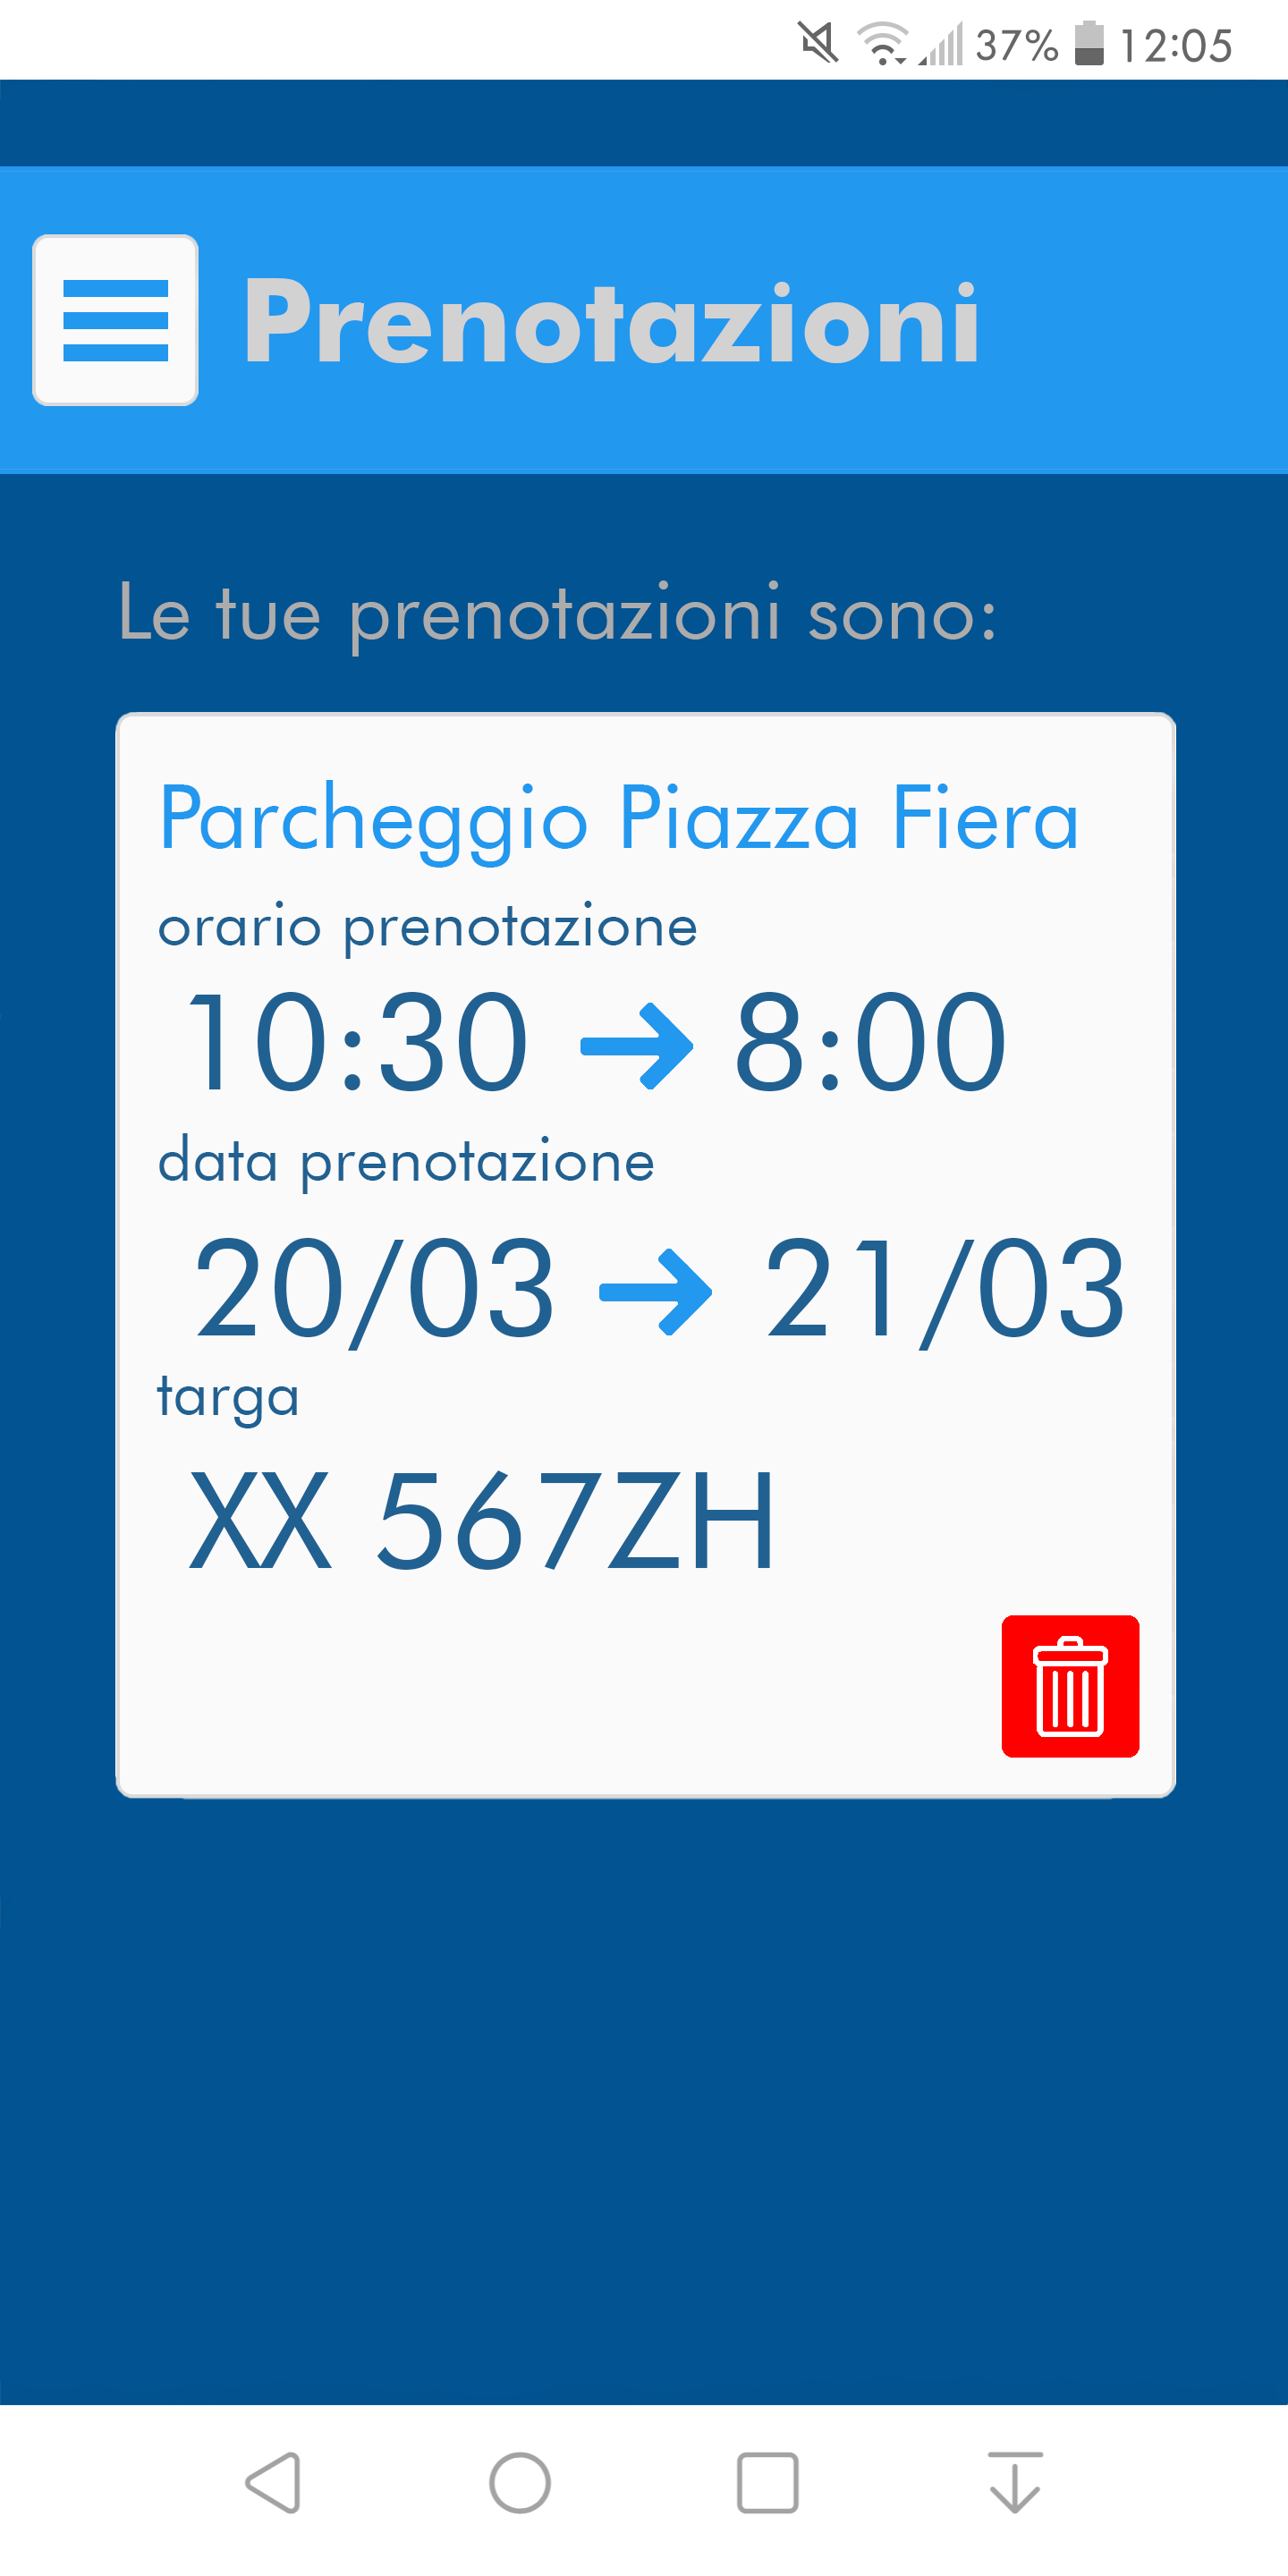 37% 12:05
Prenotazioni
Le tue prenotazioni sono:
Parcheggio Piazza Fiera
orario prenotazione
10:30 → 8:00
data prenotazione
20/03 → 21/03
targa
XX 567ZH